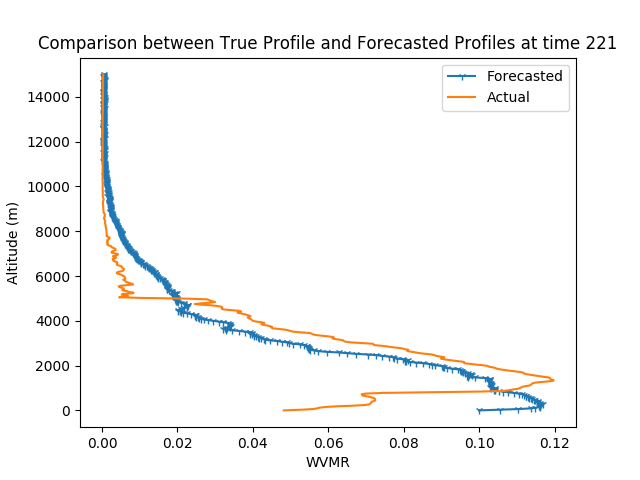 Comparison between True Profile and Forecasted Profiles at time 221
Forecasted
Actual
14000
12000
10000
8000
6000
4000
2000
0
Altitude (m)
0.00 0.02 0.04 0.06 0.08 0.10 0.12
WVMR